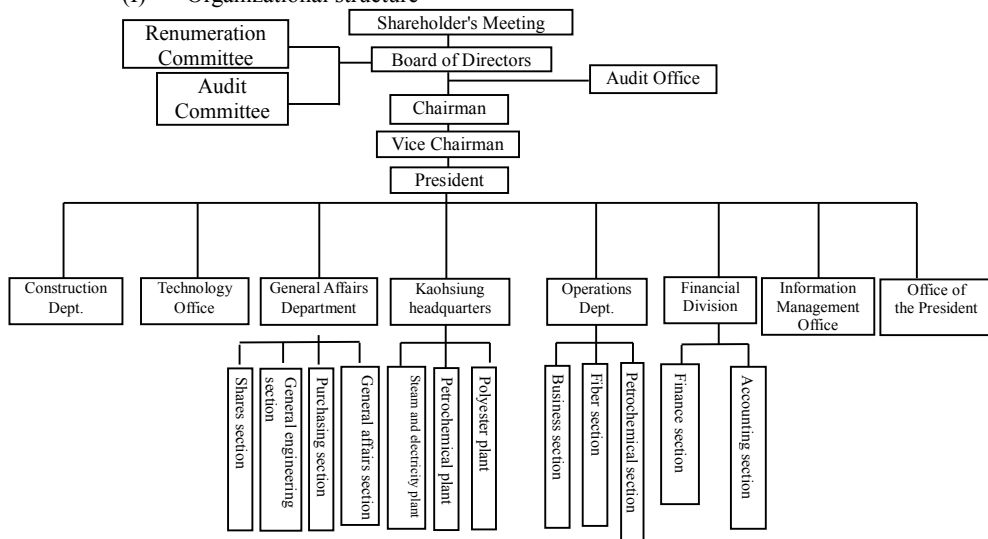 (I) Organizational structure
Shareholder's Meeting
Renumeration
Committee
Board of Directors
Audit Office
Audit
Committee
Chairman
Vice Chairman
President
Construction
Dept.
Technology
Office
General Affairs
Department
Kaohsiung
headquarters
Operations
Dept.
Financial
Division
Information
Management
Office
Office of
the President
Shares section
General engineering
section
Purchasing section
General affairs section
Steam and electricity plant
Petrochemical plant
Polyester plant
Business section
Fiber section
Petrochemical section
Finance section
Accounting section